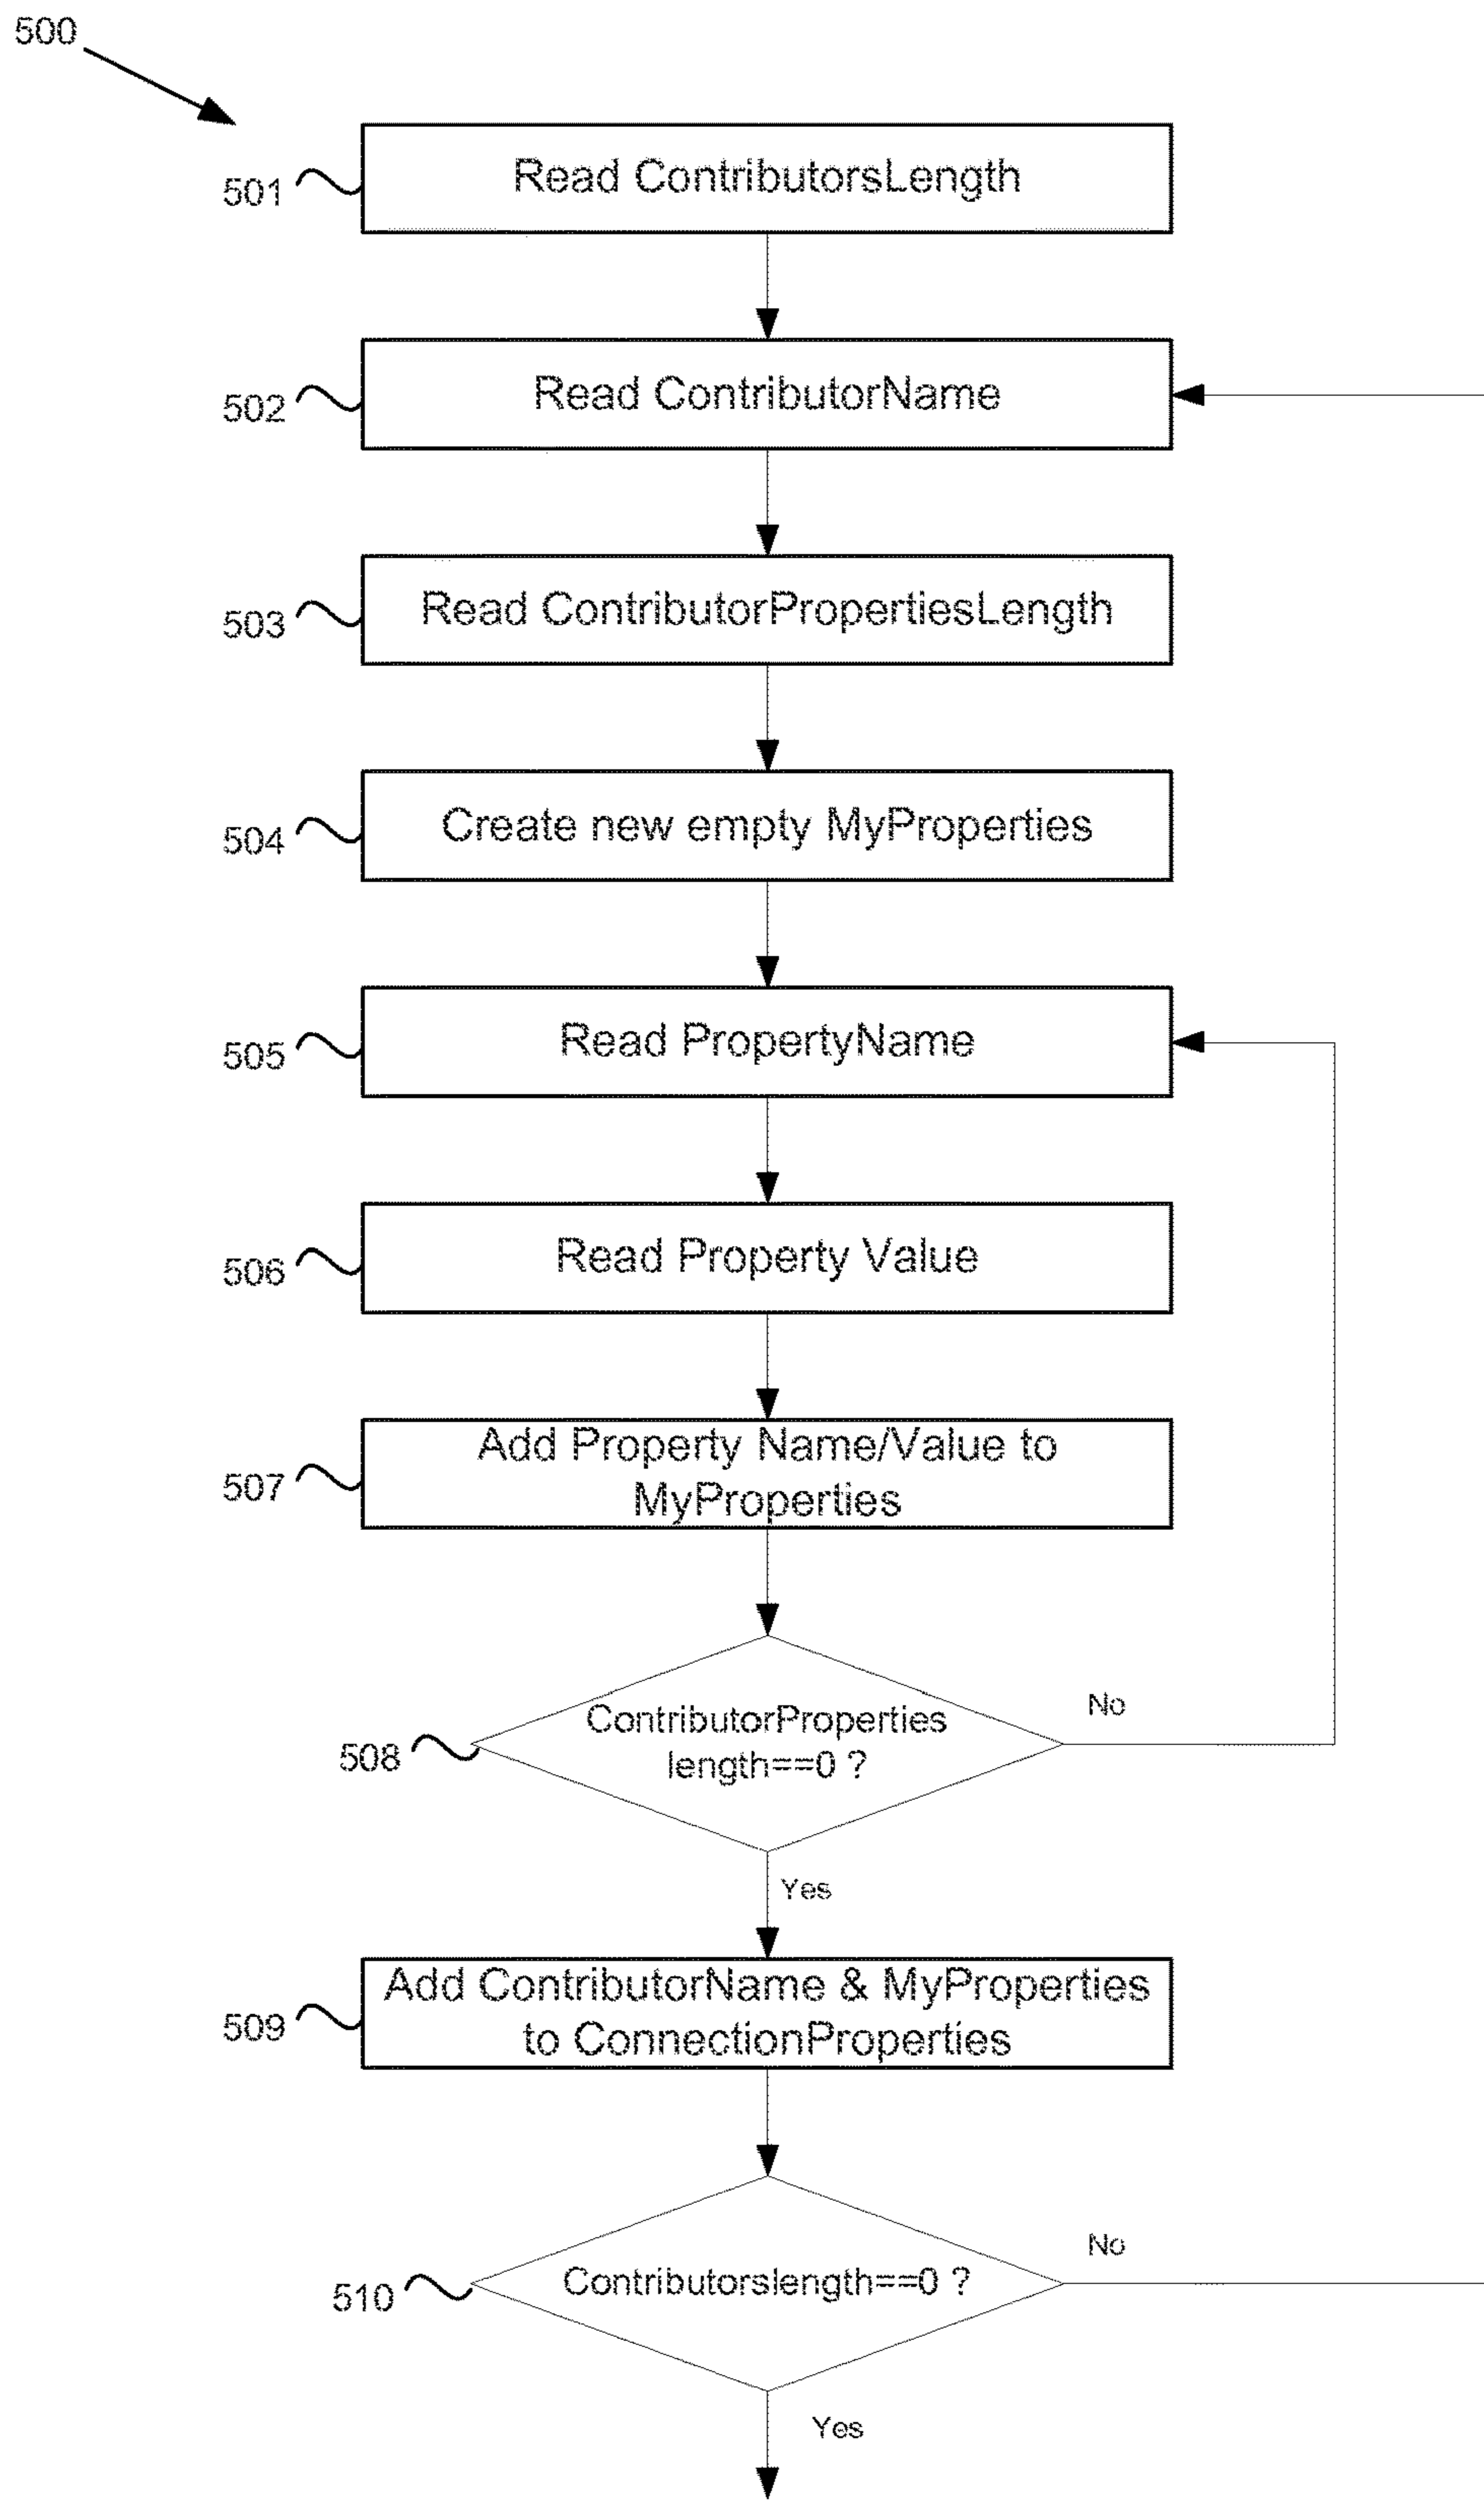 500
501
Read ContributorsLength
502
Read ContributorName
503
Read ContributorPropertiesLength
504
Create new empty MyProperties
505
Read PropertyName
506
Read Property Value
507
Add Property Name/Value to
MyProperties
508
ContributorProperties
length==0 ?
No
Yes
509
Add ContributorName & MyProperties
to ConnectionProperties
510
Contributorslength==0 ?
No
Yes